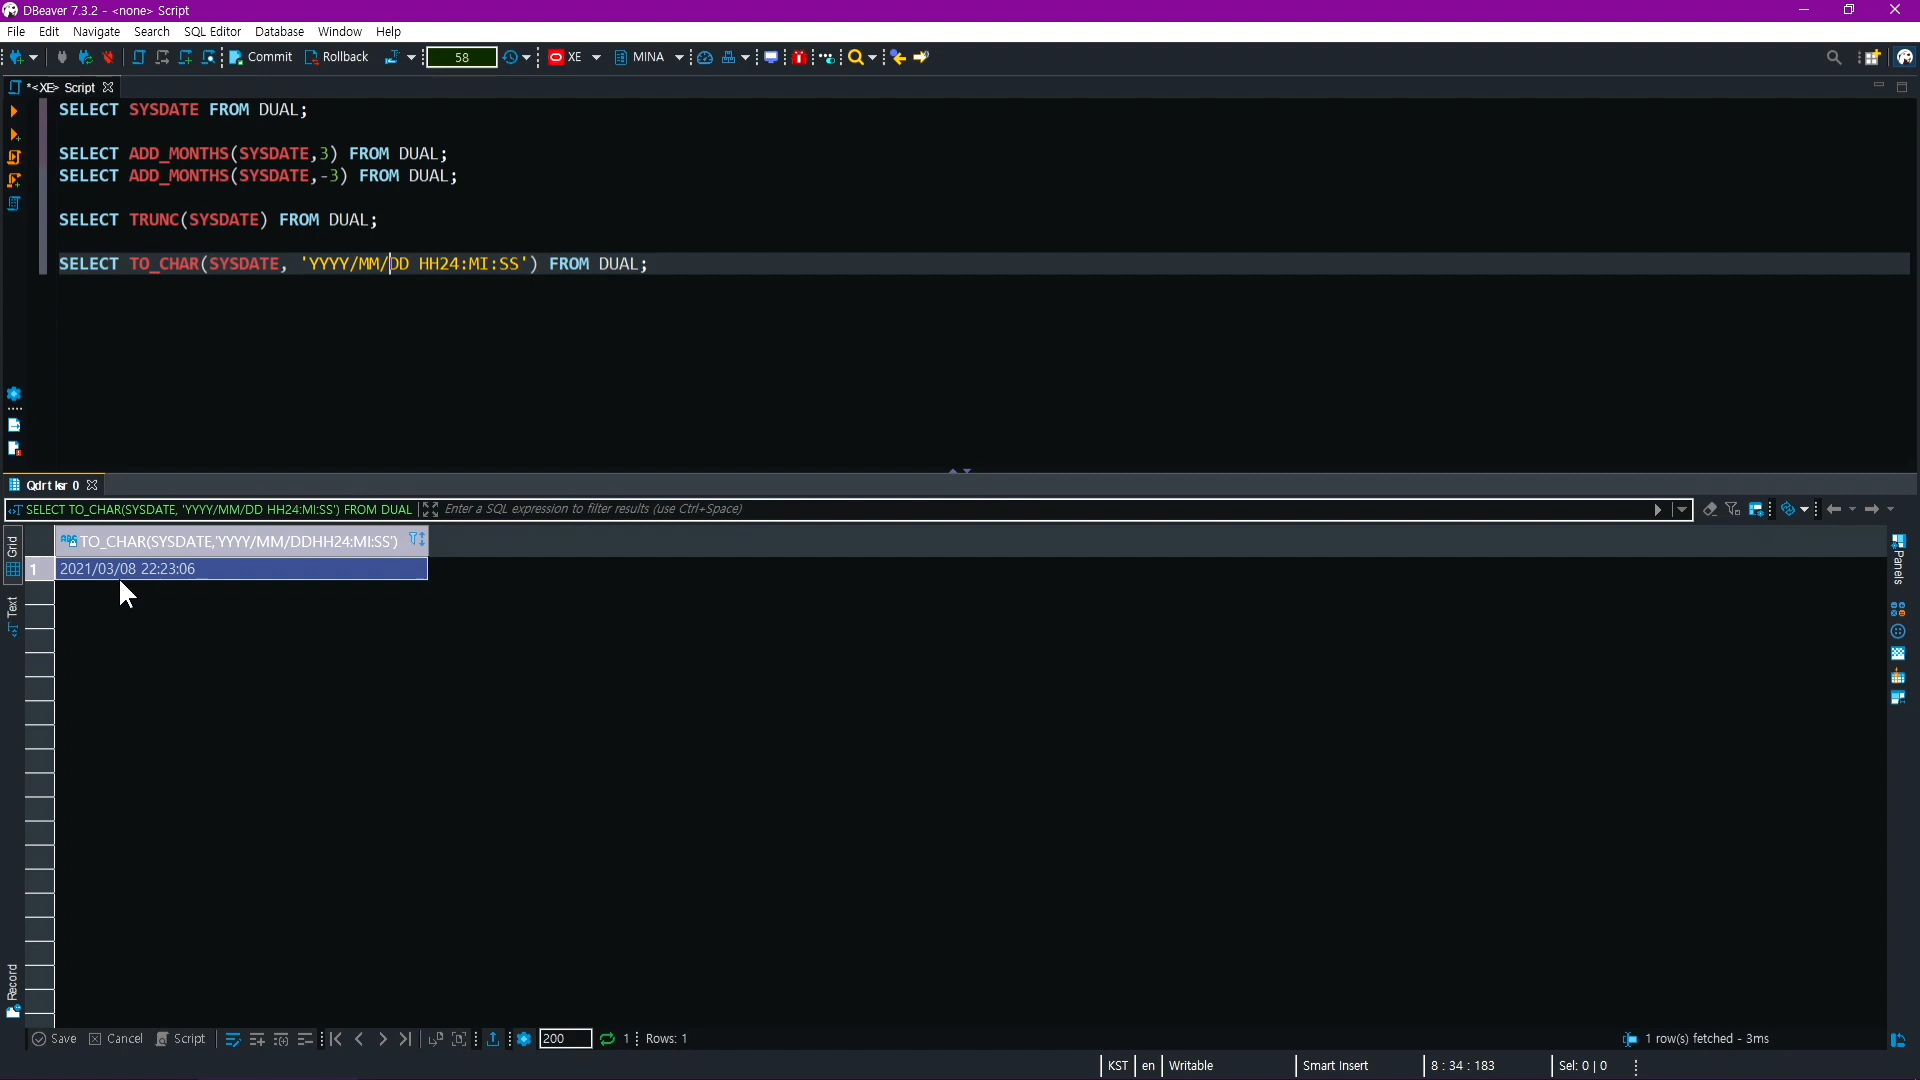 DBeaver 7.3.2 - <none> Script
File Edit Navigate Search SQL Editor Database Window Help
Commit Rollback 58 XE MINA
*<XE> Script
SELECT SYSDATE FROM DUAL;
SELECT ADD_MONTHS(SYSDATE,3) FROM DUAL;
SELECT ADD_MONTHS(SYSDATE,-3) FROM DUAL;
SELECT TRUNC(SYSDATE) FROM DUAL;
SELECT TO_CHAR(SYSDATE, 'YYYY/MM/DD HH24:MI:SS') FROM DUAL;
0
SELECT TO_CHAR(SYSDATE, 'YYYY/MM/DD HH24:MI:SS') FROM DUAL Enter a SQL expression to filter results (use Ctrl+Space)
Grid
Text
Record
ABC TO_CHAR(SYSDATE,'YYYY/MM/DDHH24:MI:SS')
1 2021/03/08 22:23:06
Panels
Save Cancel Script 200 1 Rows: 1 1 row(s) fetched - 3ms
KST en Writable Smart Insert 8 : 34 : 183 Sel: 0 | 0